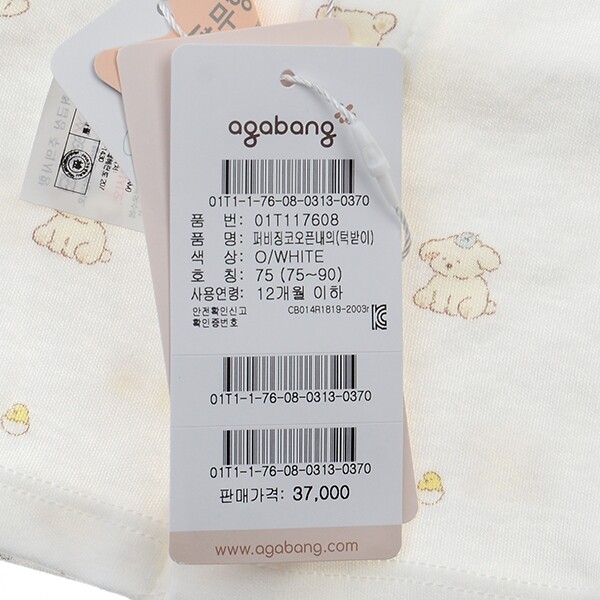 agabang
01T1-1-76-08-0313-0370
품 번: 01T117608
품 명: 퍼비징코오픈내의(턱받이)
색 상: O/WHITE
호 칭: 75 (75~90)
사용연령: 12개월 이하
안전확인신고
확인증번호
CB014R1819-2003r
01T1-1-76-08-0313-0370
01T1-1-76-08-0313-0370
판매가격: 37,000
www.agabang.com